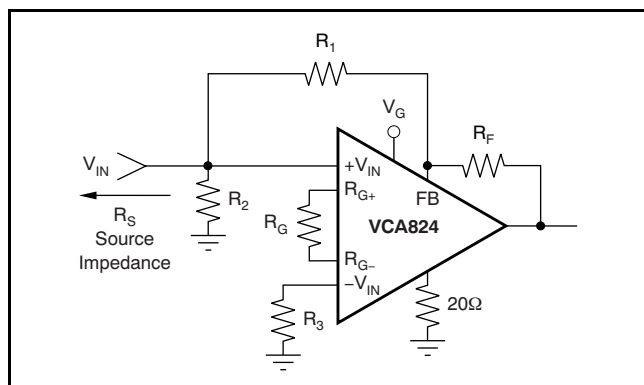 R1
VG
RF
VIN
+VIN
RG+
FB
R2
RS
Source
Impedance
RG
VCA824
RG−
−VIN
R3
20Ω